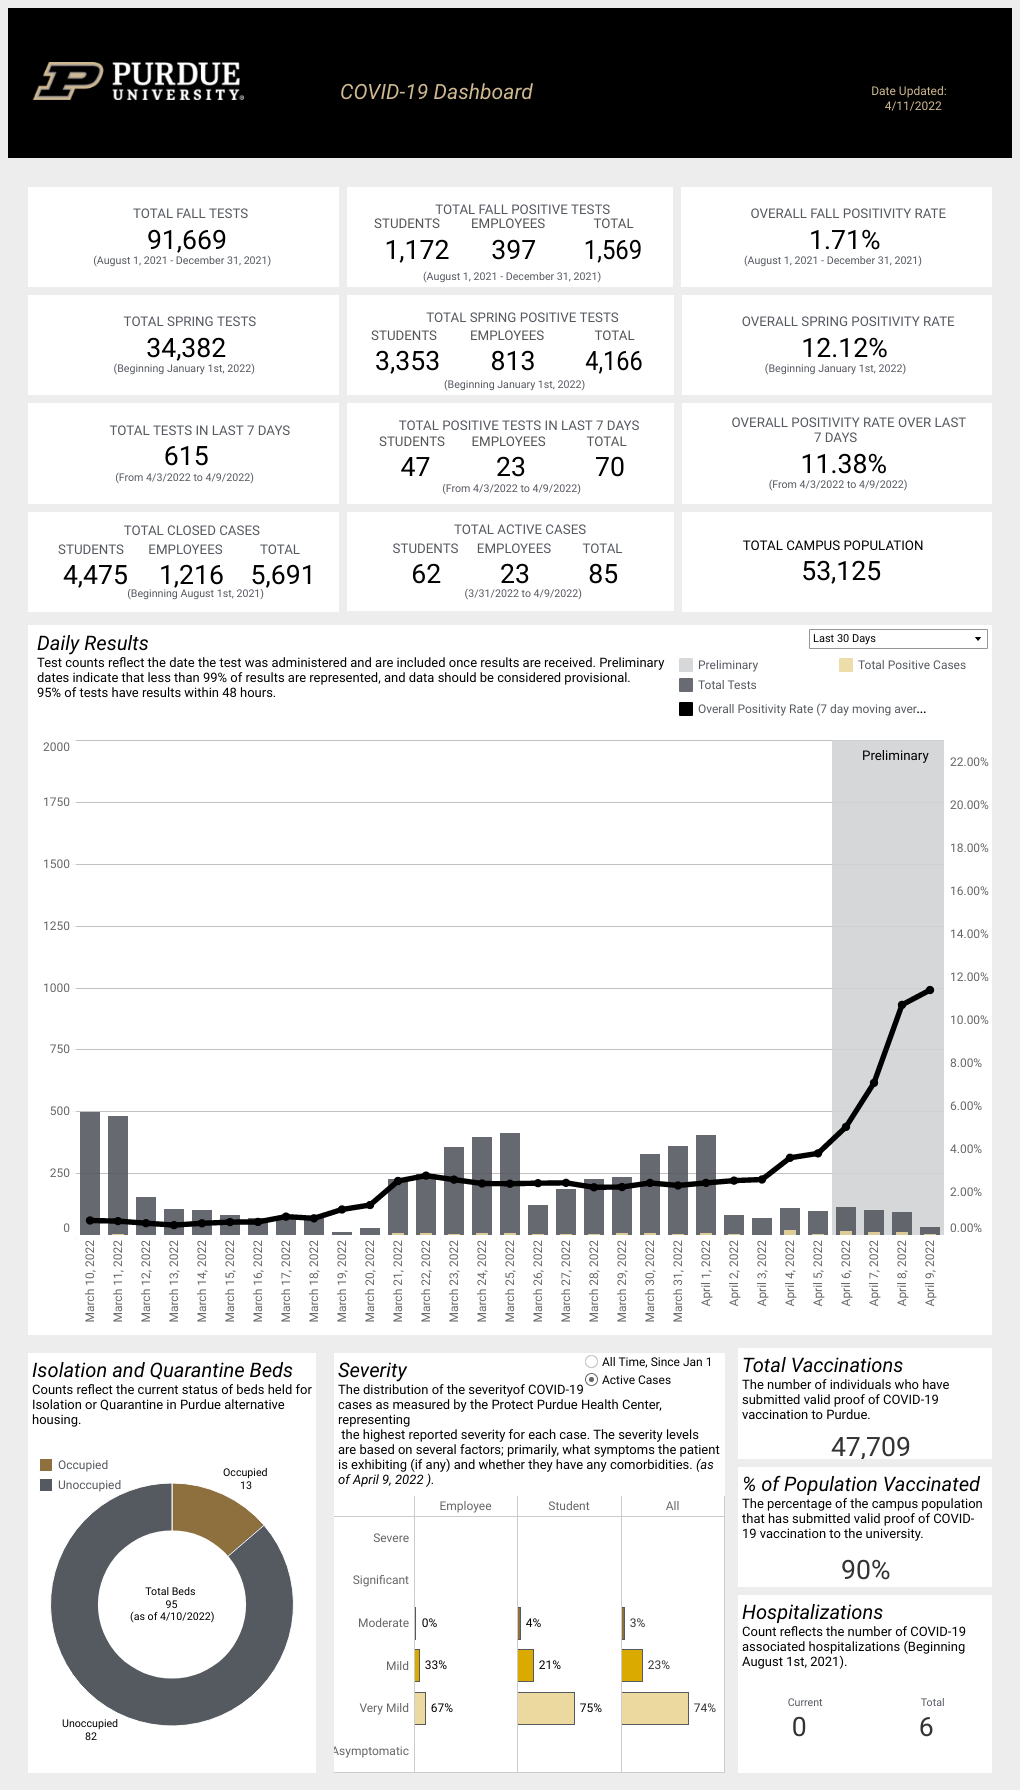 PURDUE
UNIVERSITY®
COVID-19 Dashboard
Date Updated:
4/11/2022
TOTAL FALL TESTS
91,669
(August 1, 2021 - December 31, 2021)
TOTAL FALL POSITIVE TESTS
STUDENTS EMPLOYEES TOTAL
1,172 397 1,569
(August 1, 2021 - December 31, 2021)
OVERALL FALL POSITIVITY RATE
1.71%
(August 1, 2021 - December 31, 2021)
TOTAL SPRING TESTS
34,382
(Beginning January 1st, 2022)
TOTAL SPRING POSITIVE TESTS
STUDENTS EMPLOYEES TOTAL
3,353 813 4,166
(Beginning January 1st, 2022)
OVERALL SPRING POSITIVITY RATE
12.12%
(Beginning January 1st, 2022)
TOTAL TESTS IN LAST 7 DAYS
615
(From 4/3/2022 to 4/9/2022)
TOTAL POSITIVE TESTS IN LAST 7 DAYS
STUDENTS EMPLOYEES TOTAL
47 23 70
(From 4/3/2022 to 4/9/2022)
OVERALL POSITIVITY RATE OVER LAST
7 DAYS
11.38%
(From 4/3/2022 to 4/9/2022)
TOTAL CLOSED CASES
STUDENTS EMPLOYEES TOTAL
4,475 1,216 5,691
(Beginning August 1st, 2021)
TOTAL ACTIVE CASES
STUDENTS EMPLOYEES TOTAL
62 23 85
(3/31/2022 to 4/9/2022)
TOTAL CAMPUS POPULATION
53,125
Daily Results
Test counts reflect the date the test was administered and are included once results are received. Preliminary
dates indicate that less than 99% of results are represented, and data should be considered provisional.
95% of tests have results within 48 hours.
Last 30 Days
Preliminary
Total Positive Cases
Total Tests
Overall Positivity Rate (7 day moving aver...
Preliminary
2000
1750
1500
1250
1000
750
500
250
0
22.00%
20.00%
18.00%
16.00%
14.00%
12.00%
10.00%
8.00%
6.00%
4.00%
2.00%
0.00%
March 10, 2022
March 11, 2022
March 12, 2022
March 13, 2022
March 14, 2022
March 15, 2022
March 16, 2022
March 17, 2022
March 18, 2022
March 19, 2022
March 20, 2022
March 21, 2022
March 22, 2022
March 23, 2022
March 24, 2022
March 25, 2022
March 26, 2022
March 27, 2022
March 28, 2022
March 29, 2022
March 30, 2022
March 31, 2022
April 1, 2022
April 2, 2022
April 3, 2022
April 4, 2022
April 5, 2022
April 6, 2022
April 7, 2022
April 8, 2022
April 9, 2022
Isolation and Quarantine Beds
Counts reflect the current status of beds held for
Isolation or Quarantine in Purdue alternative
housing.
Occupied
Unoccupied
Occupied
13
Total Beds
95
(as of 4/10/2022)
Unoccupied
82
Severity
All Time, Since Jan 1
Active Cases
The distribution of the severityof COVID-19
cases as measured by the Protect Purdue Health Center,
representing
the highest reported severity for each case. The severity levels
are based on several factors; primarily, what symptoms the patient
is exhibiting (if any) and whether they have any comorbidities. (as
of April 9, 2022 ).
Employee Student All
Severe
Significant
Moderate 0% 4% 3%
Mild 33% 21% 23%
Very Mild 67% 75% 74%
Asymptomatic
Total Vaccinations
The number of individuals who have
submitted valid proof of COVID-19
vaccination to Purdue.
47,709
% of Population Vaccinated
The percentage of the campus population
that has submitted valid proof of COVID-
19 vaccination to the university.
90%
Hospitalizations
Count reflects the number of COVID-19
associated hospitalizations (Beginning
August 1st, 2021).
Current Total
0 6